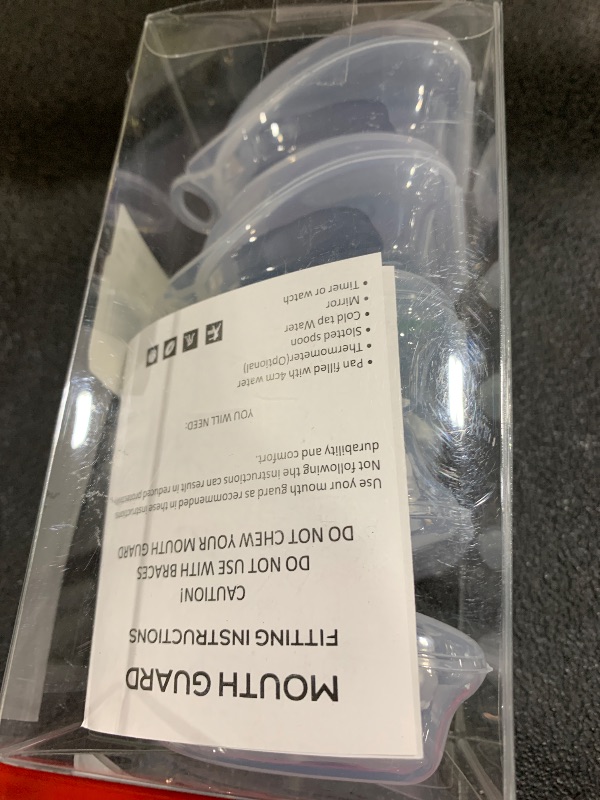 MOUTH GUARD
FITTING INSTRUCTIONS
CAUTION!
DO NOT USE WITH BRACES
DO NOT CHEW YOUR MOUTH GUARD
Use your mouth guard as recommended in these instructions
Not following the instructions can result in reduced protection
durability and comfort.
YOU WILL NEED:
• Pan filled with 4cm water
• Thermometer(Optional)
• Slotted spoon
• Cold tap Water
• Mirror
• Timer or watch